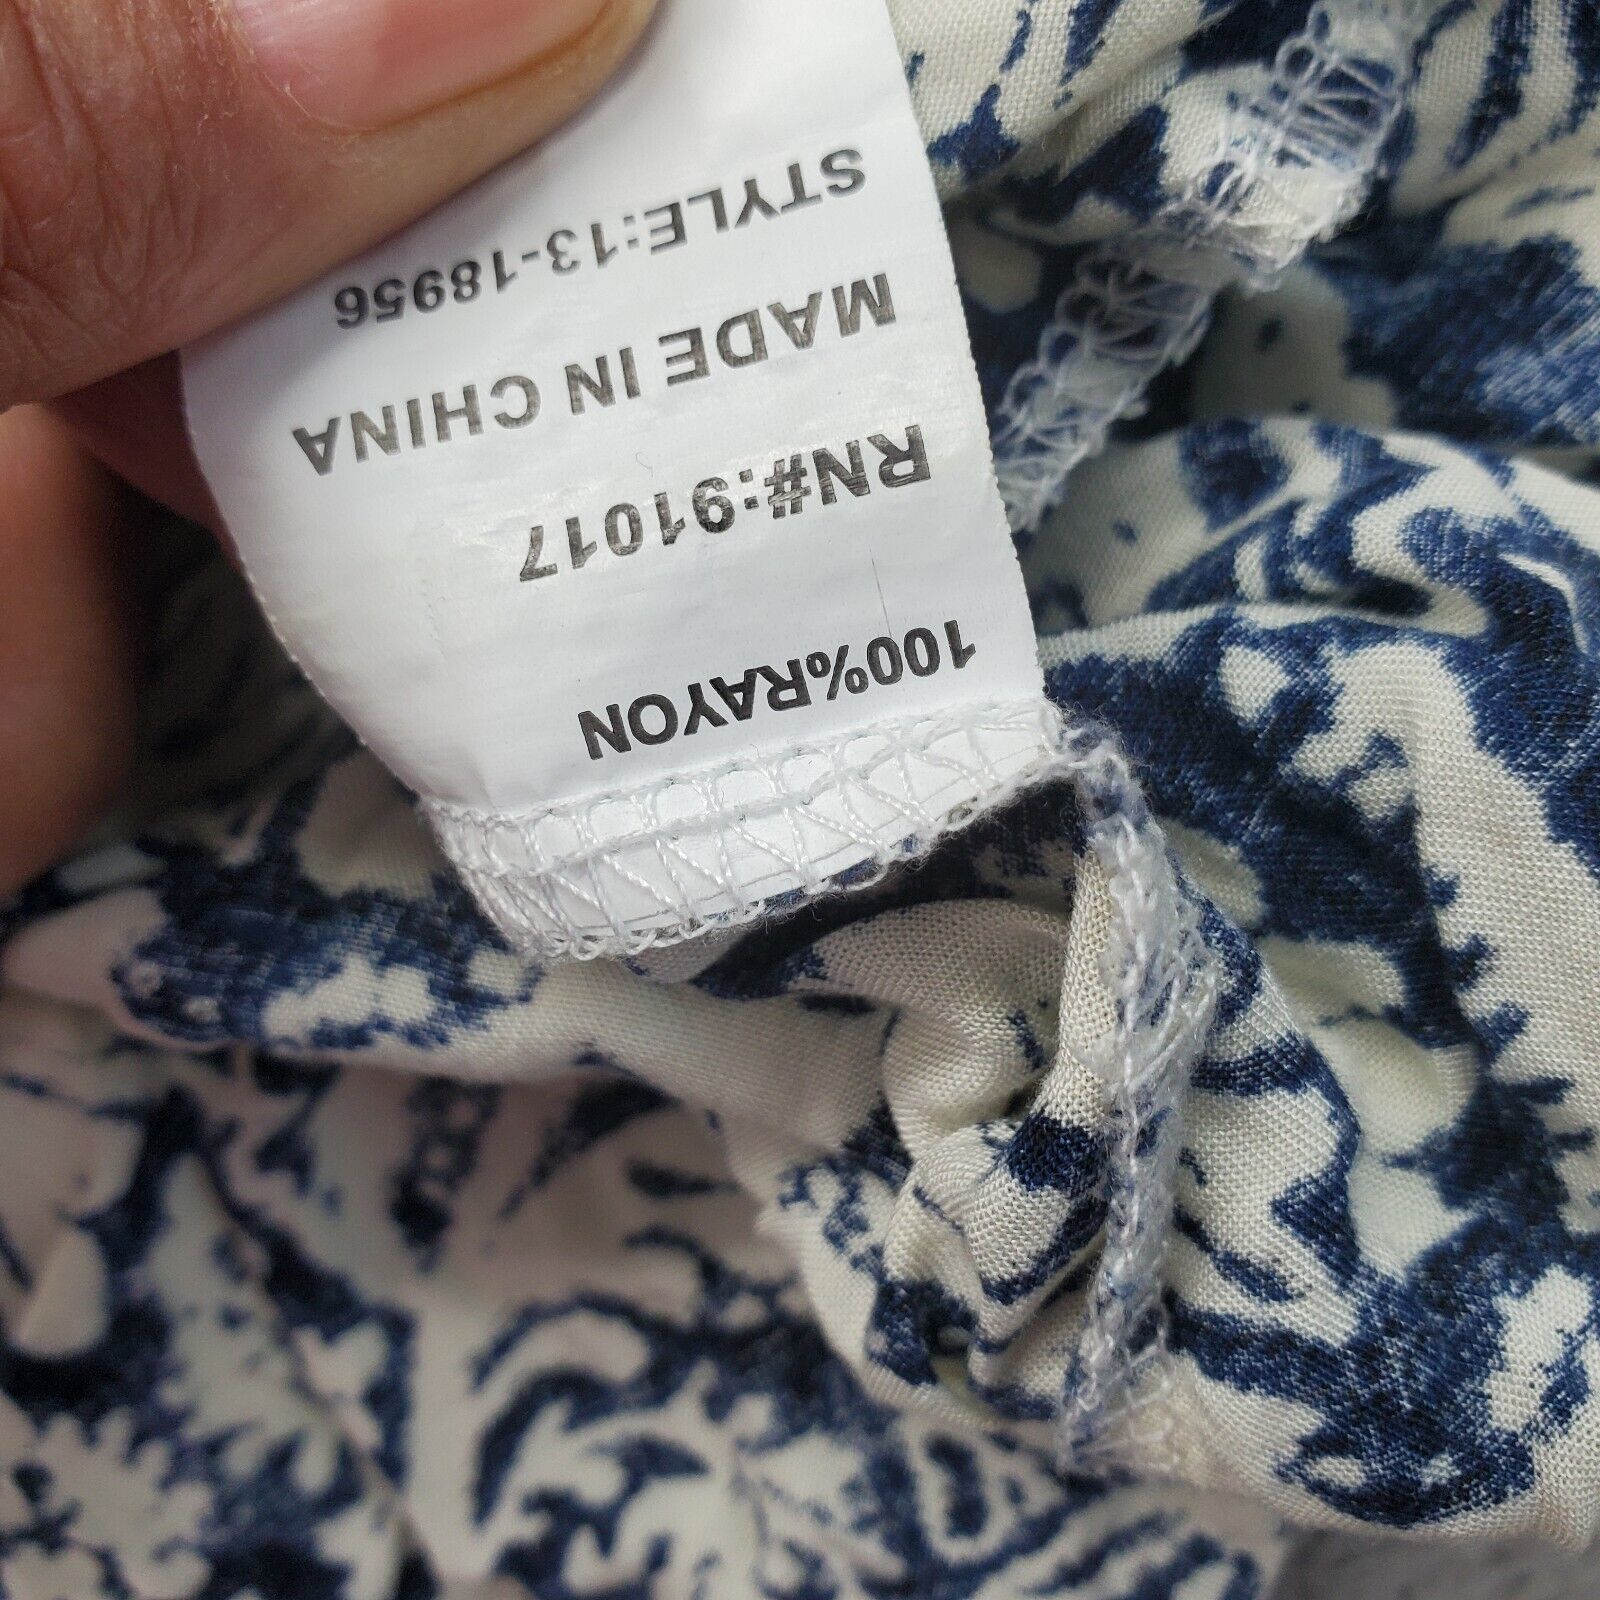 100%RAYON
RN#:91017
MADE IN CHINA
STYLE:13-18956